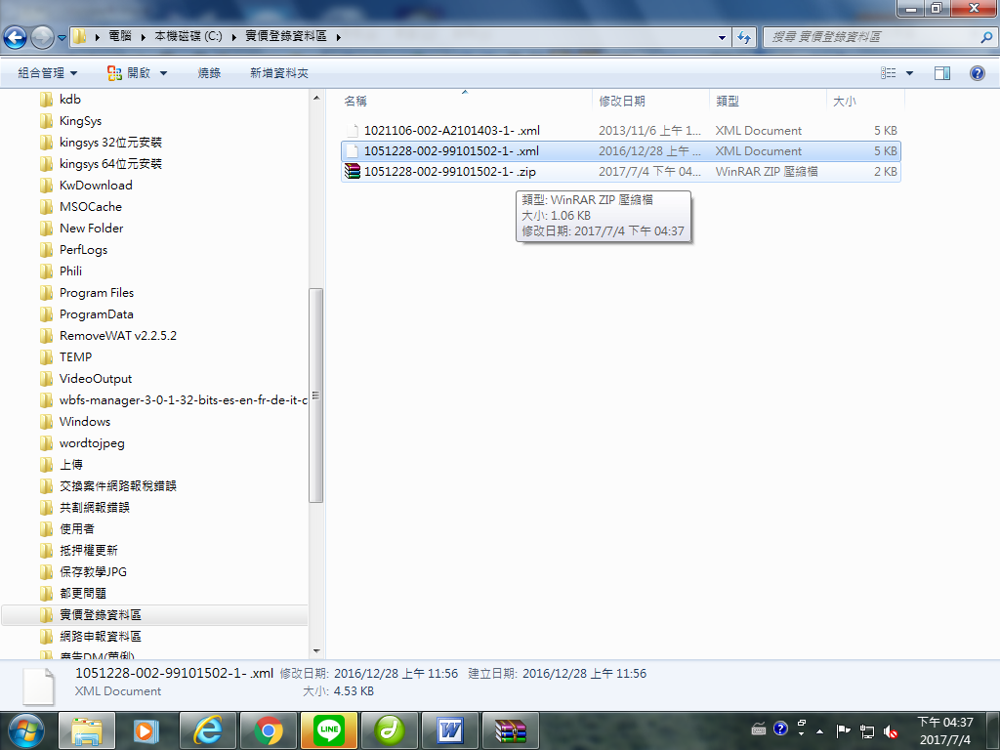 電腦 本機磁碟 (C:) 實價登錄資料區
搜尋 實價登錄資料區
組合管理 開啟 燒錄 新增資料夾
kdb
KingSys
kingsys 32位元安裝
kingsys 64位元安裝
KwDownload
MSOCache
New Folder
PerfLogs
Phili
Program Files
ProgramData
RemoveWAT v2.2.5.2
TEMP
VideoOutput
wbfs-manager-3-0-1-32-bits-es-en-fr-de-it-c
Windows
wordtojpeg
上傳
交換案件網路報稅錯誤
共割網報錯誤
使用者
抵押權更新
保存教學JPG
都更問題
實價登錄資料區
網路申報資料區
名稱 修改日期 類型 大小
1021106-002-A2101403-1- .xml 2013/11/6 上午 1... XML Document 5 KB
1051228-002-99101502-1- .xml 2016/12/28 上午 ... XML Document 5 KB
1051228-002-99101502-1- .zip 2017/7/4 下午 04... WinRAR ZIP 壓縮檔 2 KB
類型: WinRAR ZIP 壓縮檔
大小: 1.06 KB
修改日期: 2017/7/4 下午 04:37
1051228-002-99101502-1- .xml 修改日期: 2016/12/28 上午 11:56 建立日期: 2016/12/28 上午 11:56
XML Document 大小: 4.53 KB
LINE
下午 04:37
2017/7/4